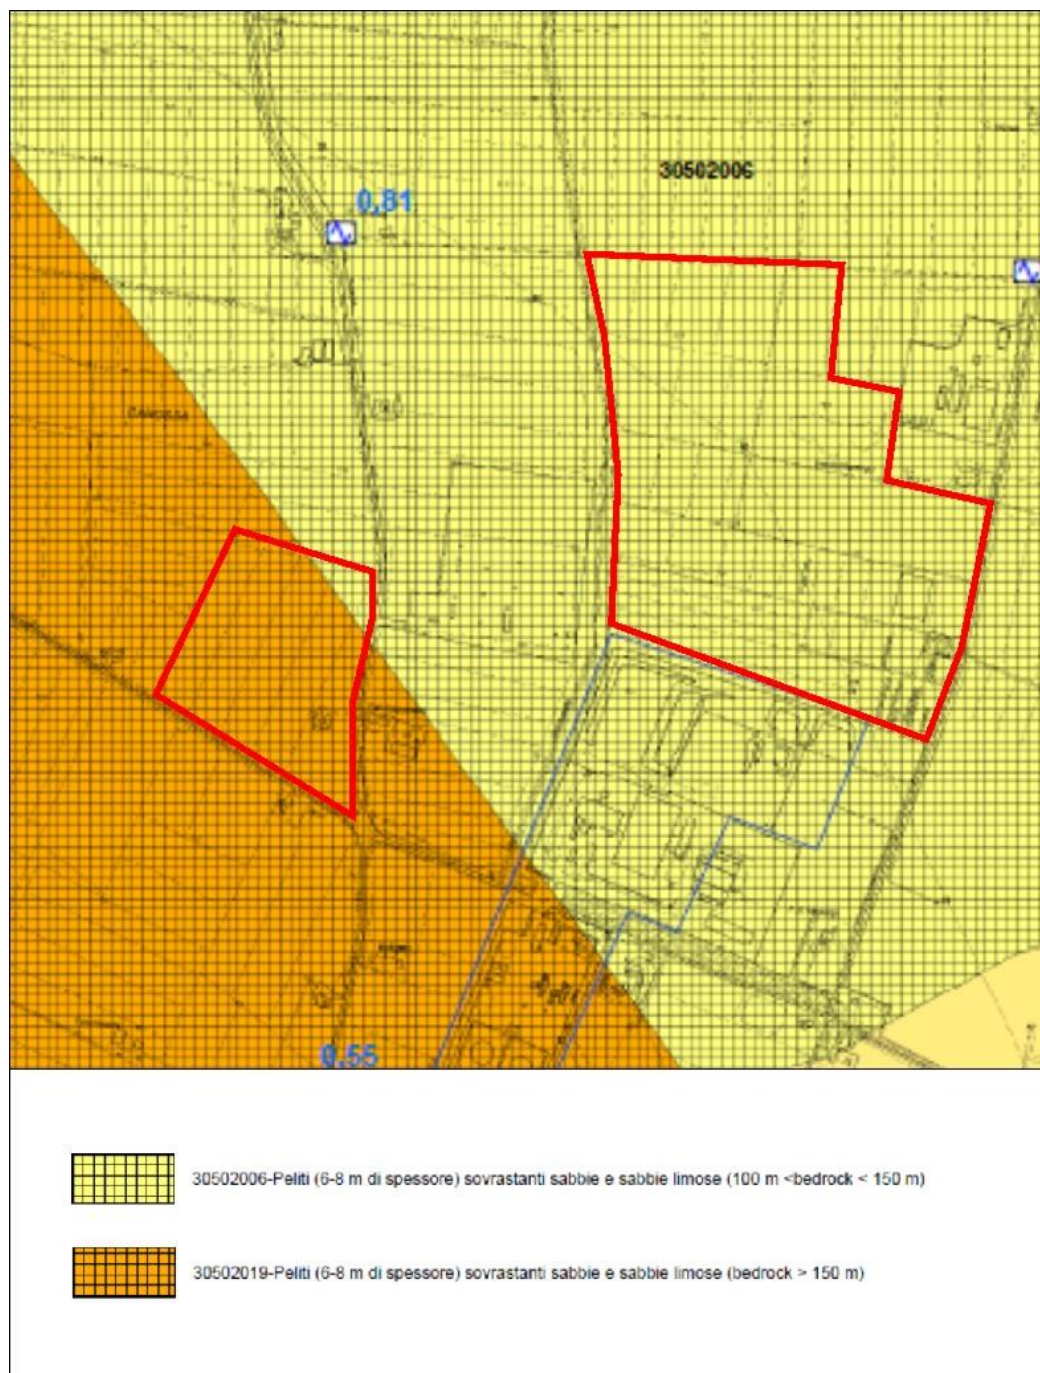 30502006
0,81
CANOSSA
0,55
30502006-Peliti (6-8 m di spessore) sovrastanti sabbie e sabbie limose (100 m <bedrock < 150 m)
30502019-Peliti (6-8 m di spessore) sovrastanti sabbie e sabbie limose (bedrock > 150 m)